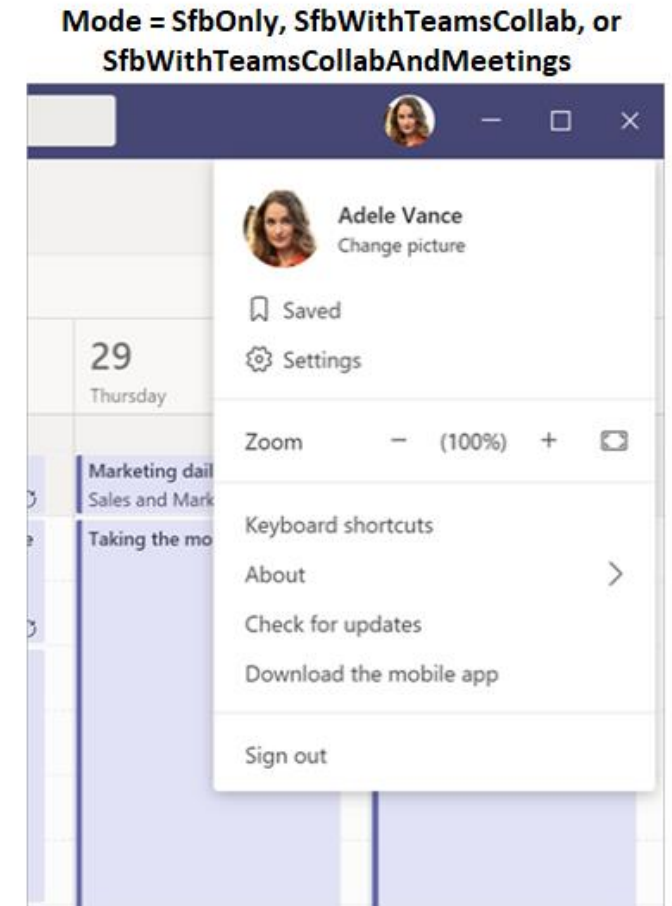 Mode = SfbOnly, SfbWithTeamsCollab, or
SfbWithTeamsCollabAndMeetings
Adele Vance
Change picture
Saved
Settings
29
Thursday
Zoom − (100%) +
Marketing dail
Sales and Mark
Taking the mo
Keyboard shortcuts
About
Check for updates
Download the mobile app
Sign out